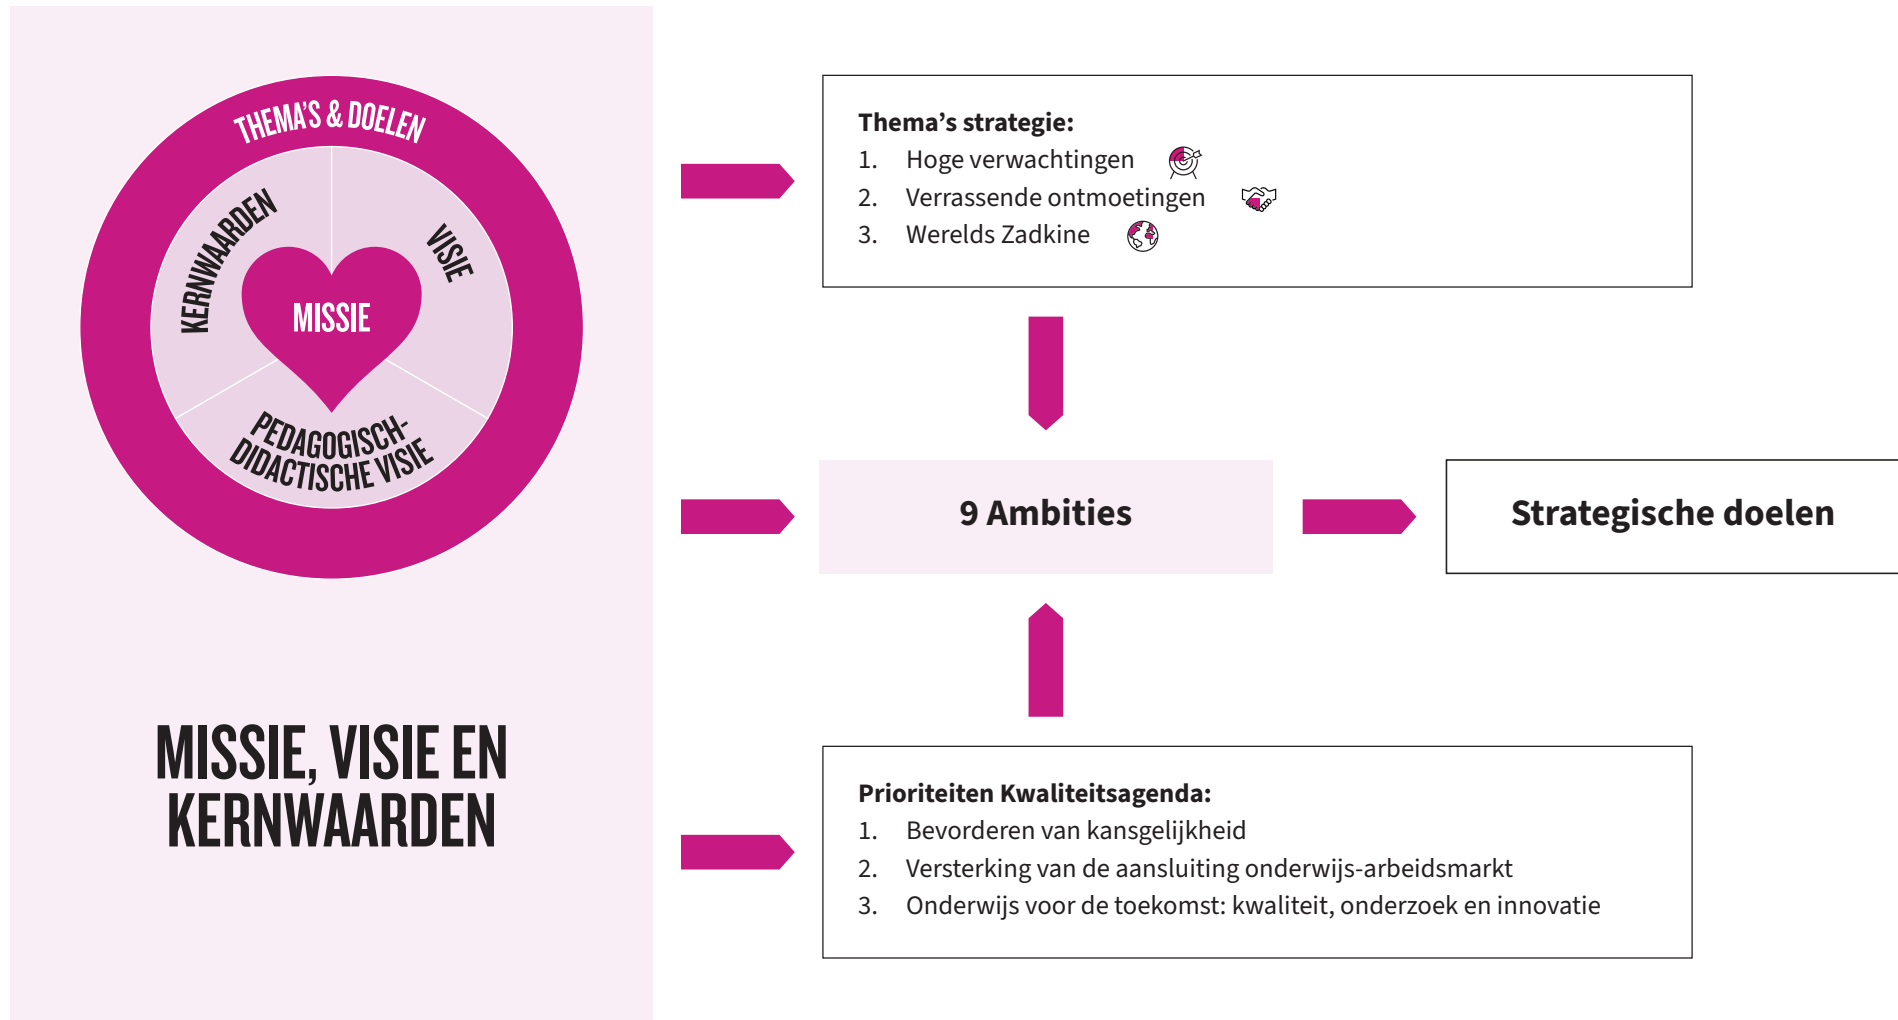 THEMA'S & DOELEN
KERNWAARDEN
VISIE
MISSIE
PEDAGOGISCH-
DIDACTISCHE VISIE
MISSIE, VISIE EN
KERNWAARDEN
Thema’s strategie:
1. Hoge verwachtingen
2. Verrassende ontmoetingen
3. Werelds Zadkine
9 Ambities
Strategische doelen
Prioriteiten Kwaliteitsagenda:
1. Bevorderen van kansgelijkheid
2. Versterking van de aansluiting onderwijs-arbeidsmarkt
3. Onderwijs voor de toekomst: kwaliteit, onderzoek en innovatie